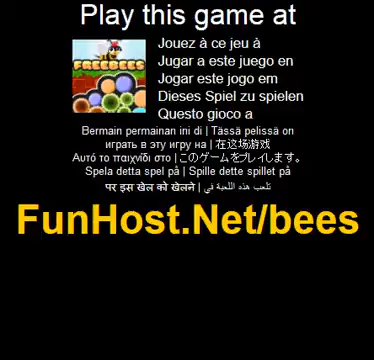 Play this game at
FREEBEES
Jouez à ce jeu à
Jugar a este juego en
Jogar este jogo em
Dieses Spiel zu spielen
Questo gioco a
Bermain permainan ini di | Tässä pelissä on
играть в эту игру на | 在这场游戏
Αυτό το παιχνίδι στο | このゲームをプレイします。
Spela detta spel på | Spille dette spillet på
पर इस खेल को खेलने | تلعب هذه اللعبة في
FunHost.Net/bees